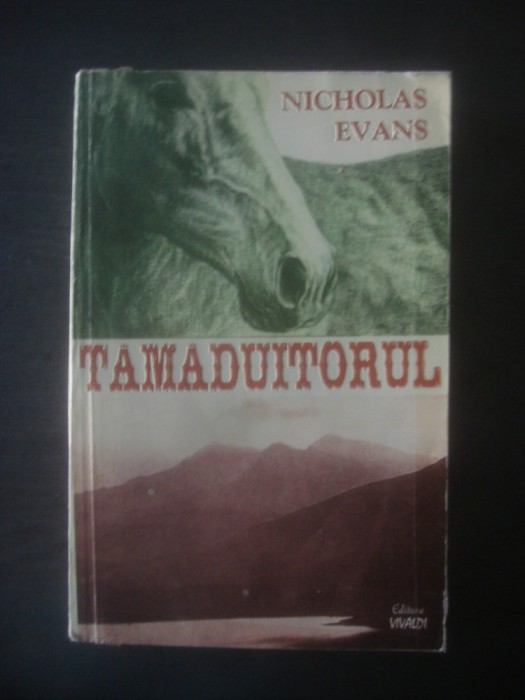 NICHOLAS
EVANS
TAMADUITORUL
Editura
VIVALDI